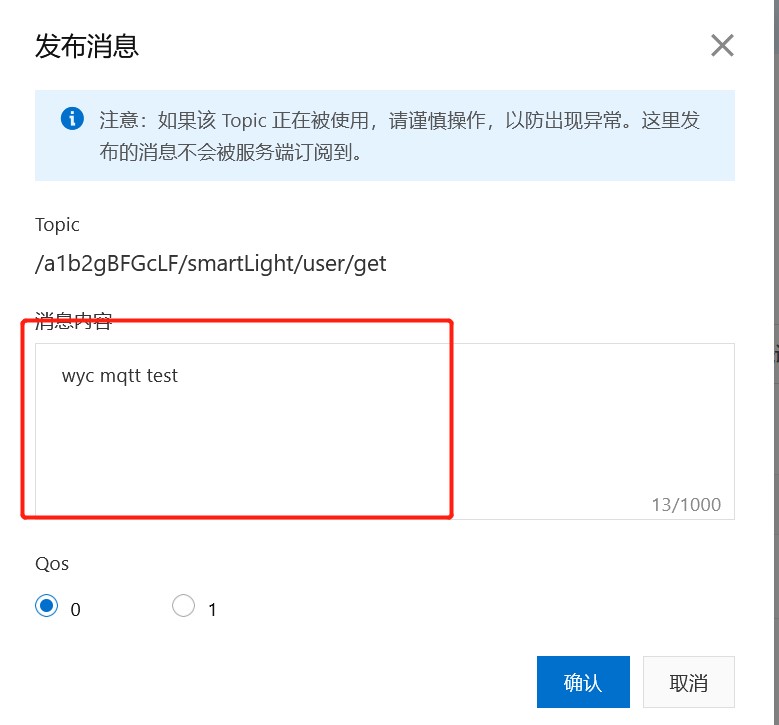 发布消息
注意：如果该 Topic 正在被使用，请谨慎操作，以防出现异常。这里发
布的消息不会被服务端订阅到。
Topic
/a1b2gBFGcLF/smartLight/user/get
消息内容
wyc mqtt test
13/1000
Qos
0 1
确认 取消